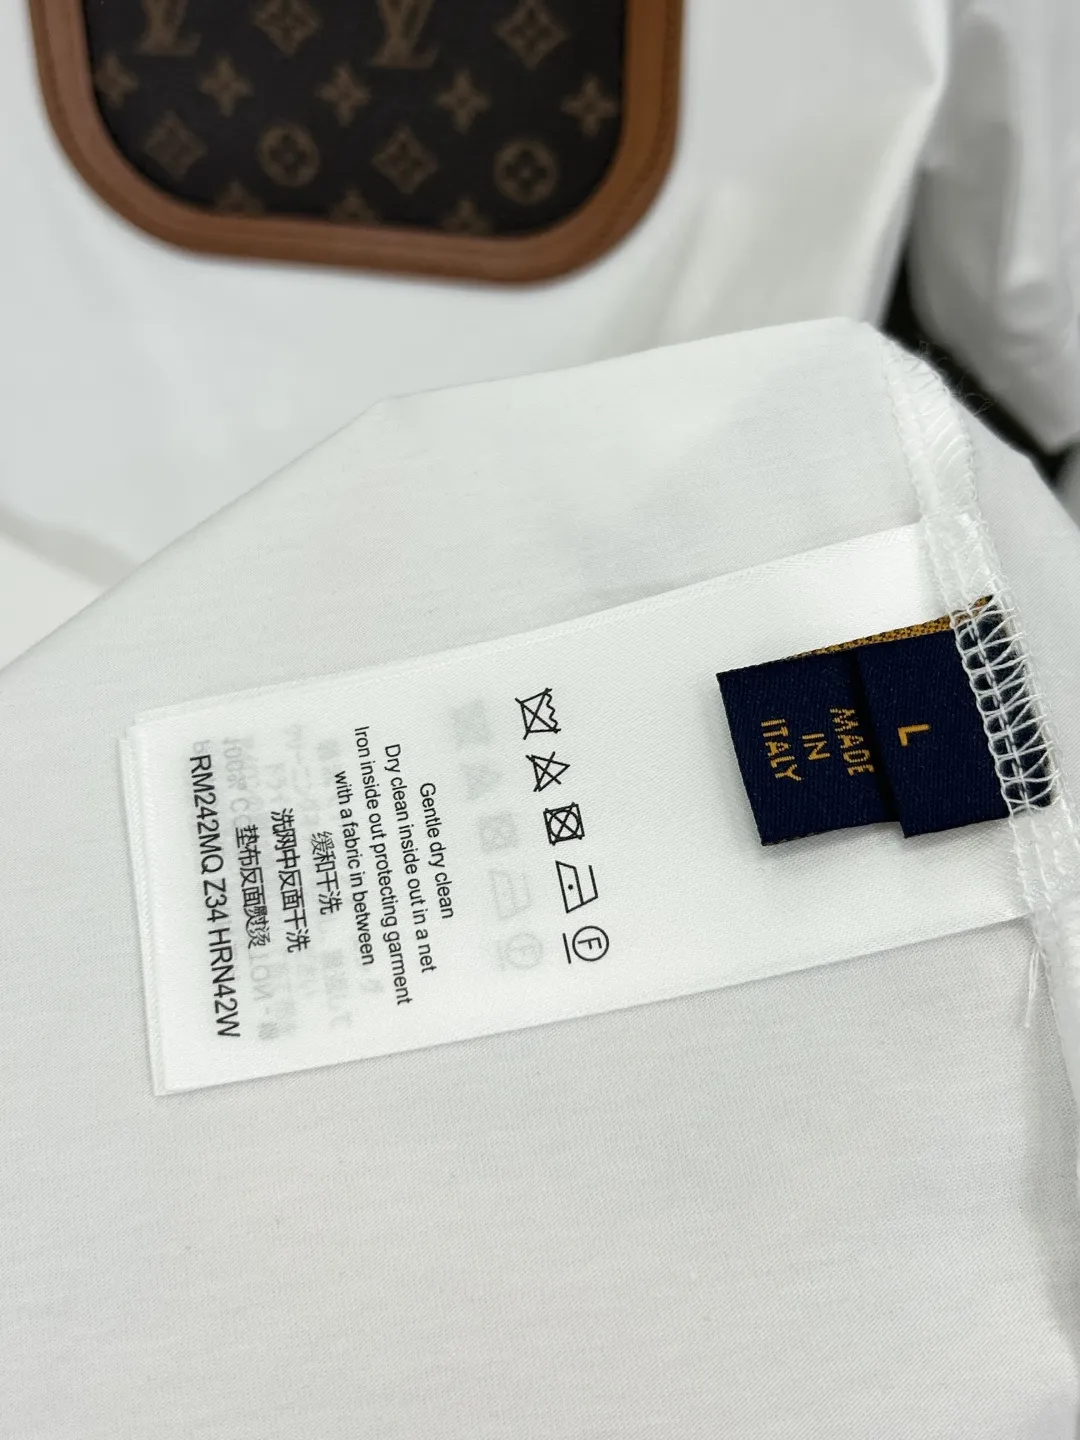 L
MADE
IN
ITALY
F
Gentle dry clean
Dry clean inside out in a net
Iron inside out protecting garment
with a fabric in between
缓和干洗
洗网中反面干洗
垫布反面熨烫
RM242MQ Z34 HRN42W